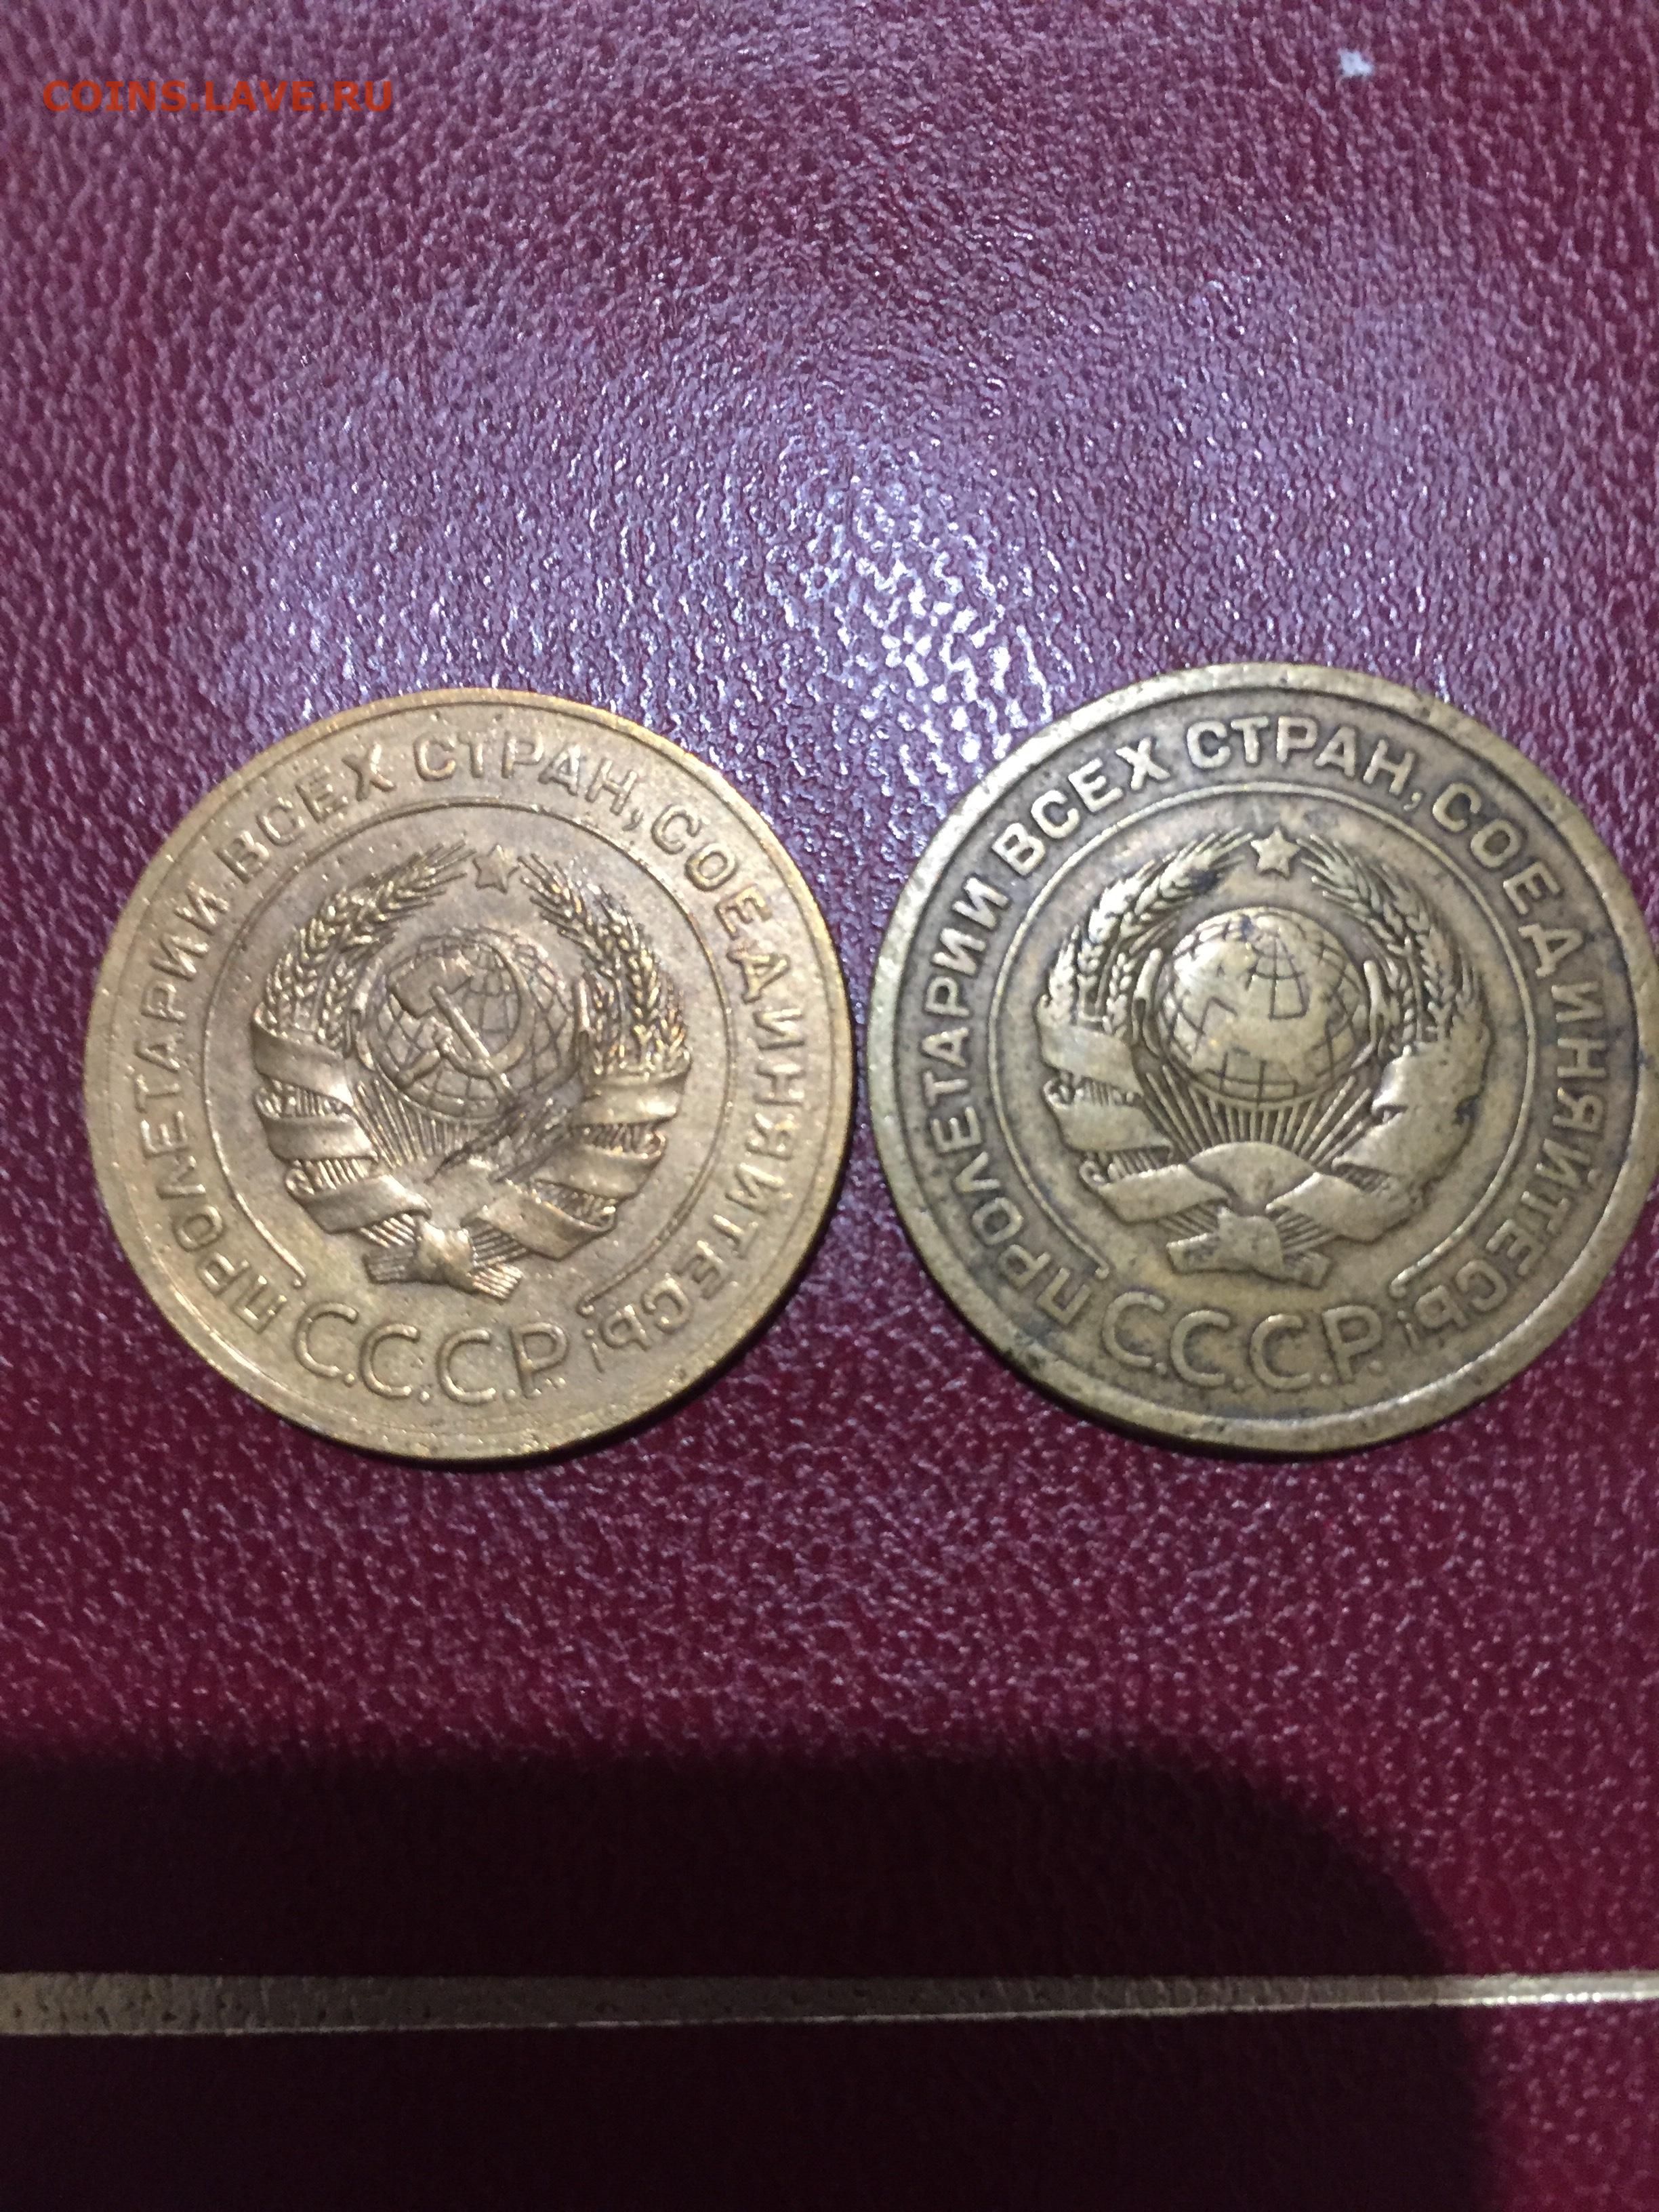 COINS.LAVE.RU
ПРОЛЕТАРИИ ВСЕХ СТРАН, СОЕДИНЯЙТЕСЬ!
С.С.С.Р.
ПРОЛЕТАРИИ ВСЕХ СТРАН, СОЕДИНЯЙТЕСЬ!
С.С.С.Р.